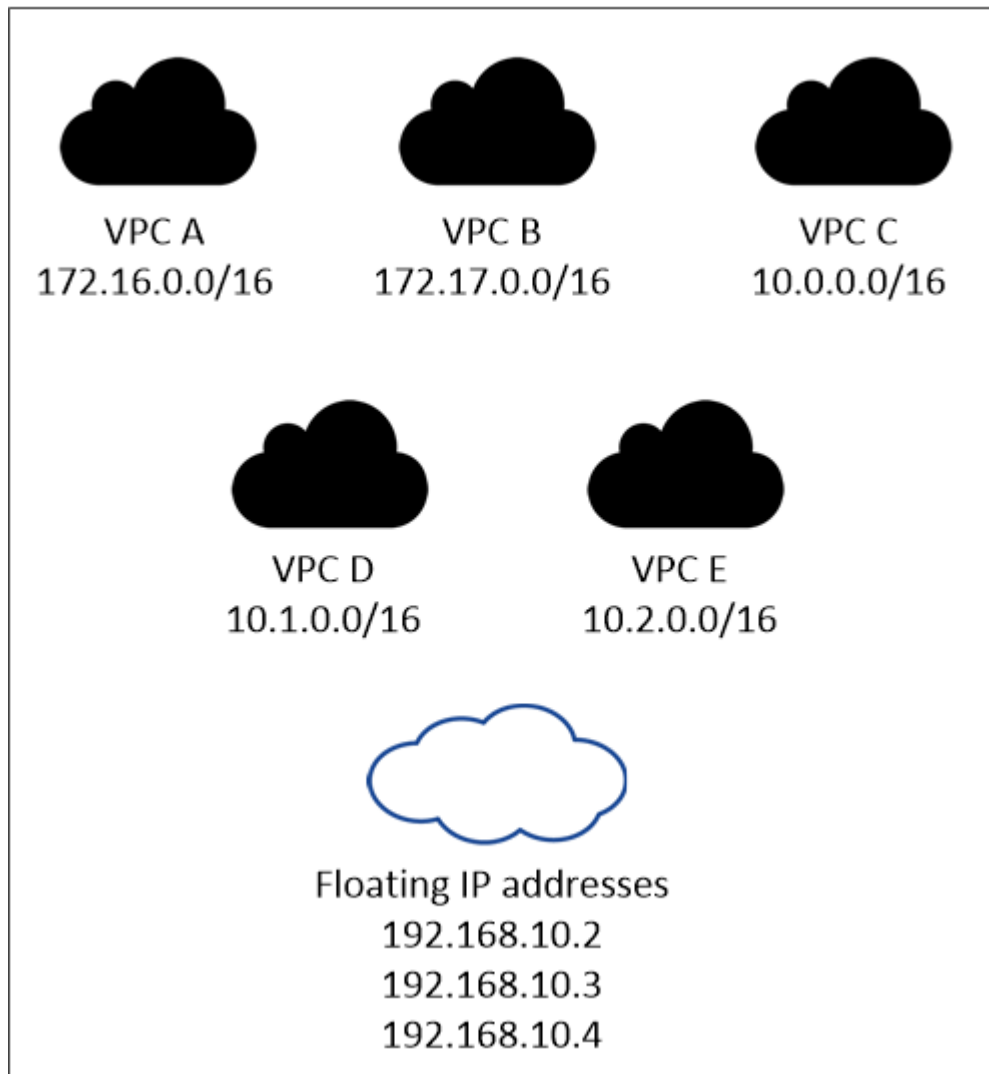 VPC A
172.16.0.0/16
VPC B
172.17.0.0/16
VPC C
10.0.0.0/16
VPC D
10.1.0.0/16
VPC E
10.2.0.0/16
Floating IP addresses
192.168.10.2
192.168.10.3
192.168.10.4